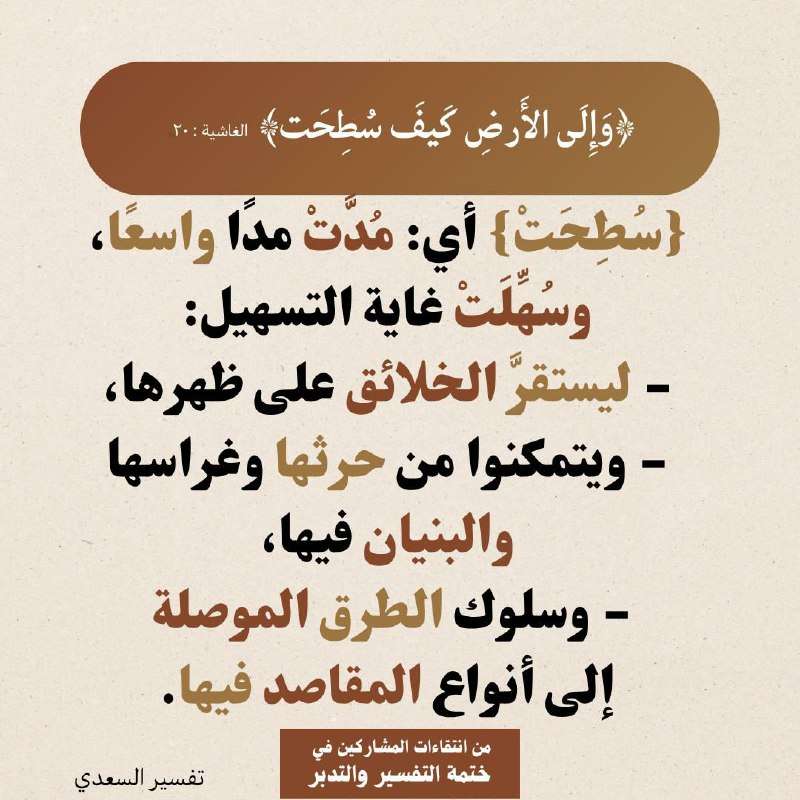 ﴿وَإِلَى الأَرضِ كَيفَ سُطِحَت﴾ الغاشية : ٢٠
{سُطِحَتْ} أي: مُدَّتْ مدًا واسعًا،
وسُهِّلَتْ غاية التسهيل:
- ليستقرَّ الخلائق على ظهرها،
- ويتمكنوا من حرثها وغراسها
والبنيان فيها،
- وسلوك الطرق الموصلة
إلى أنواع المقاصد فيها.
من انتقاءات المشاركين في
ختمة التفسير والتدبر
تفسير السعدي